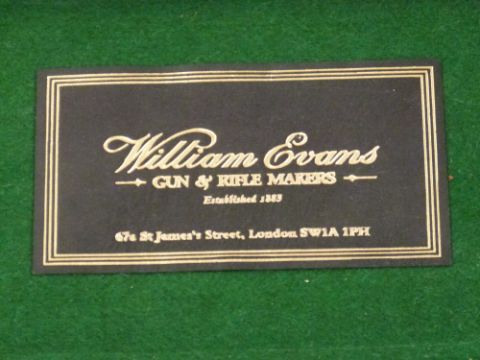 William Evans
GUN & RIFLE MAKERS
Established 1883
67a St James's Street, London SW1A 1PH